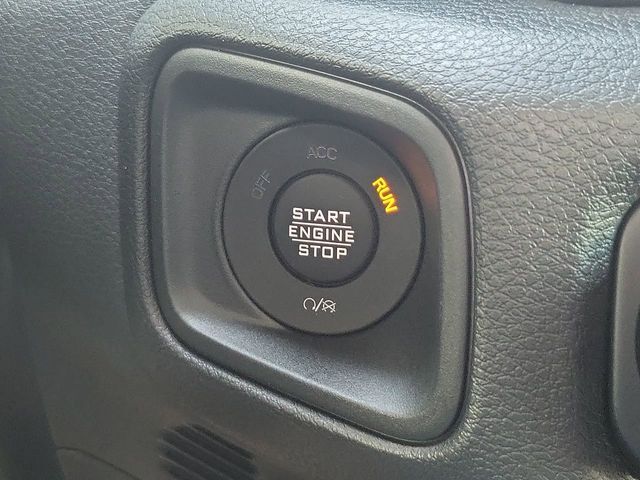 ACC
OFF
RUN
START
ENGINE
STOP